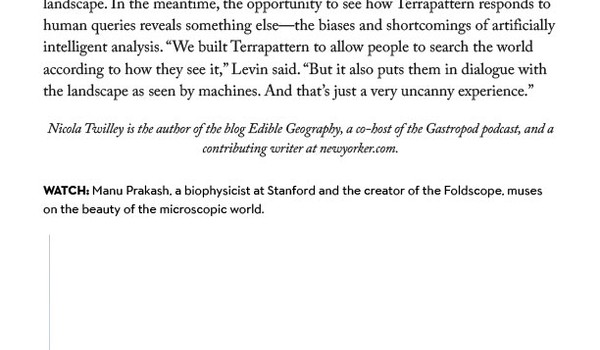 landscape. In the meantime, the opportunity to see how Terrapattern responds to
human queries reveals something else—the biases and shortcomings of artificially
intelligent analysis. “We built Terrapattern to allow people to search the world
according to how they see it,” Levin said. “But it also puts them in dialogue with
the landscape as seen by machines. And that’s just a very uncanny experience.”
Nicola Twilley is the author of the blog Edible Geography, a co-host of the Gastropod podcast, and a
contributing writer at newyorker.com.
WATCH: Manu Prakash, a biophysicist at Stanford and the creator of the Foldscope, muses
on the beauty of the microscopic world.